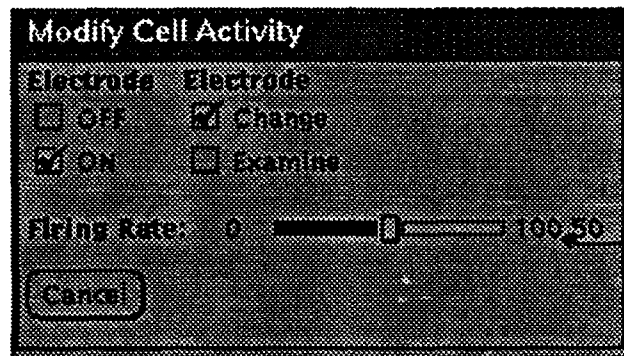 Modify Cell Activity
Electrode Electrode
OFF Change
ON Examine
Firing Rate: 0 100 50
Cancel